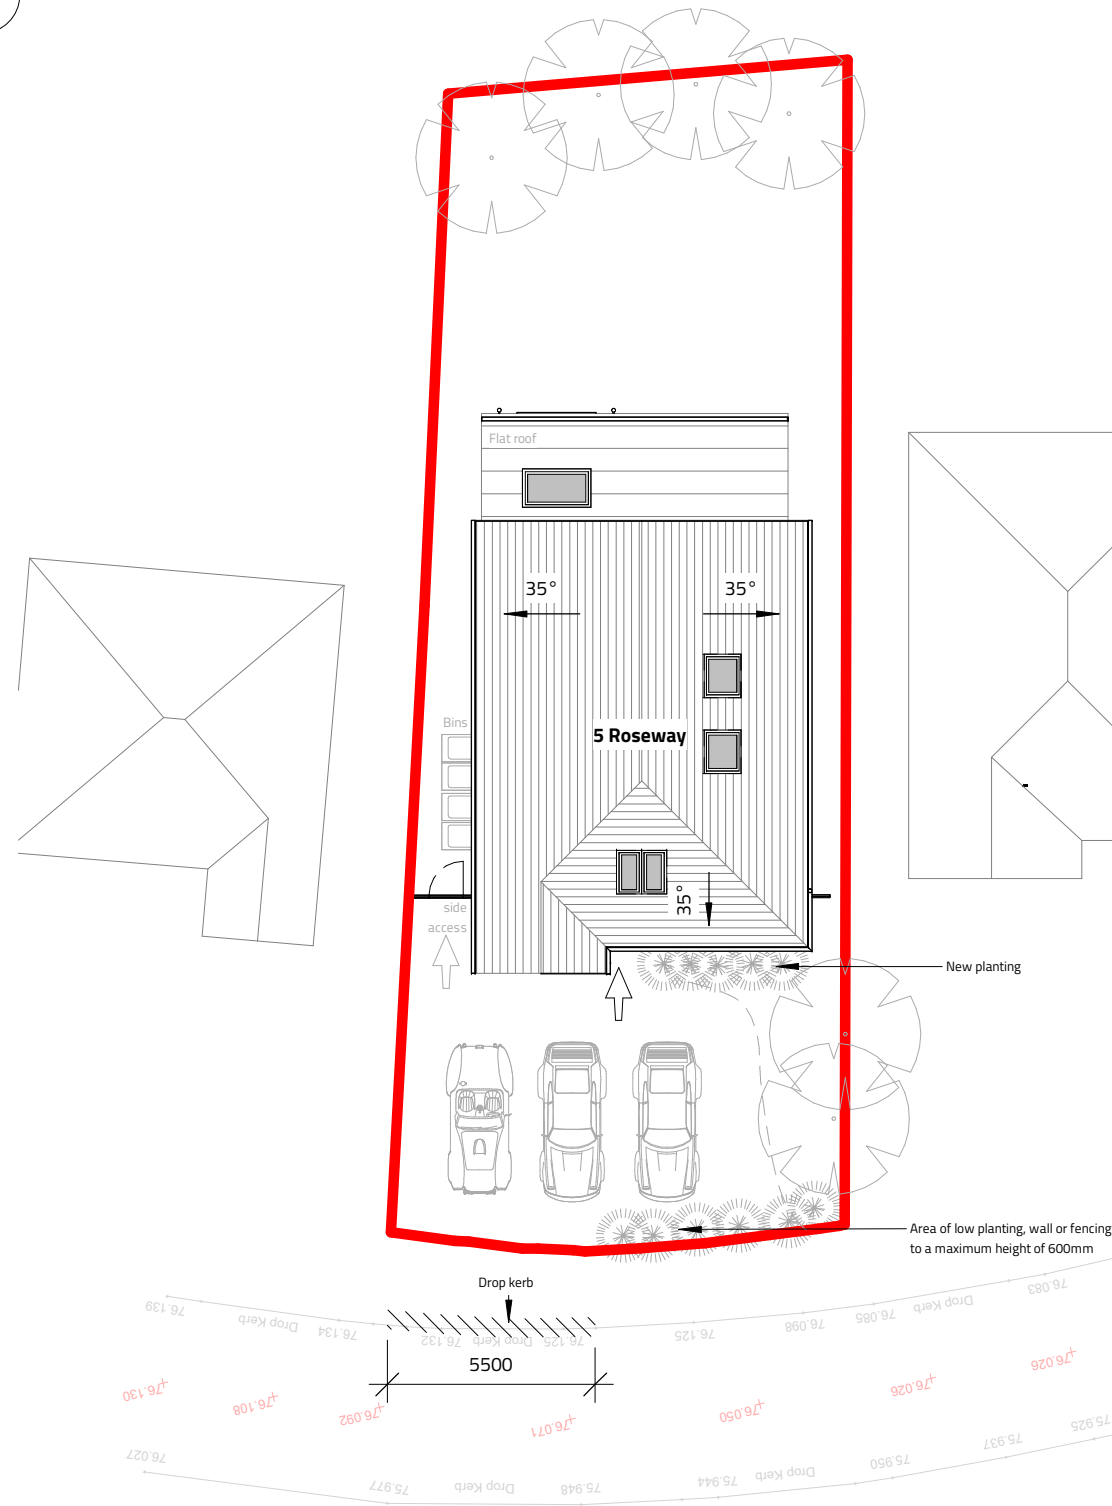 Flat roof
35°
35°
Bins
5 Roseway
35°
side
access
New planting
Area of low planting, wall or fencing
to a maximum height of 600mm
Drop kerb
76.139
Drop Kerb
76.134
76.132
Drop Kerb
76.125
76.125
76.098
76.085
Drop Kerb
76.083
5500
76.130
76.108
76.092
76.071
76.050
76.026
76.026
76.027
75.977
Drop Kerb
75.948
75.944
Drop Kerb
75.950
75.937
75.925